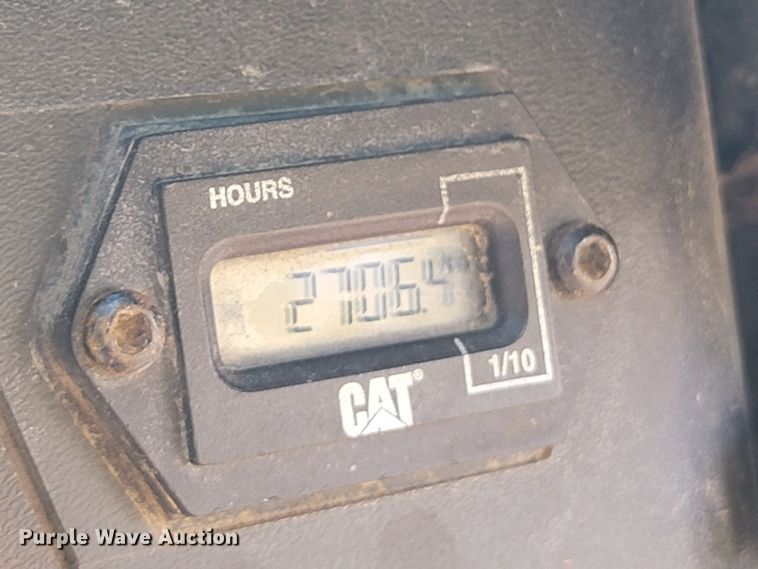 HOURS
2706.4
1/10
CAT®
Purple Wave Auction